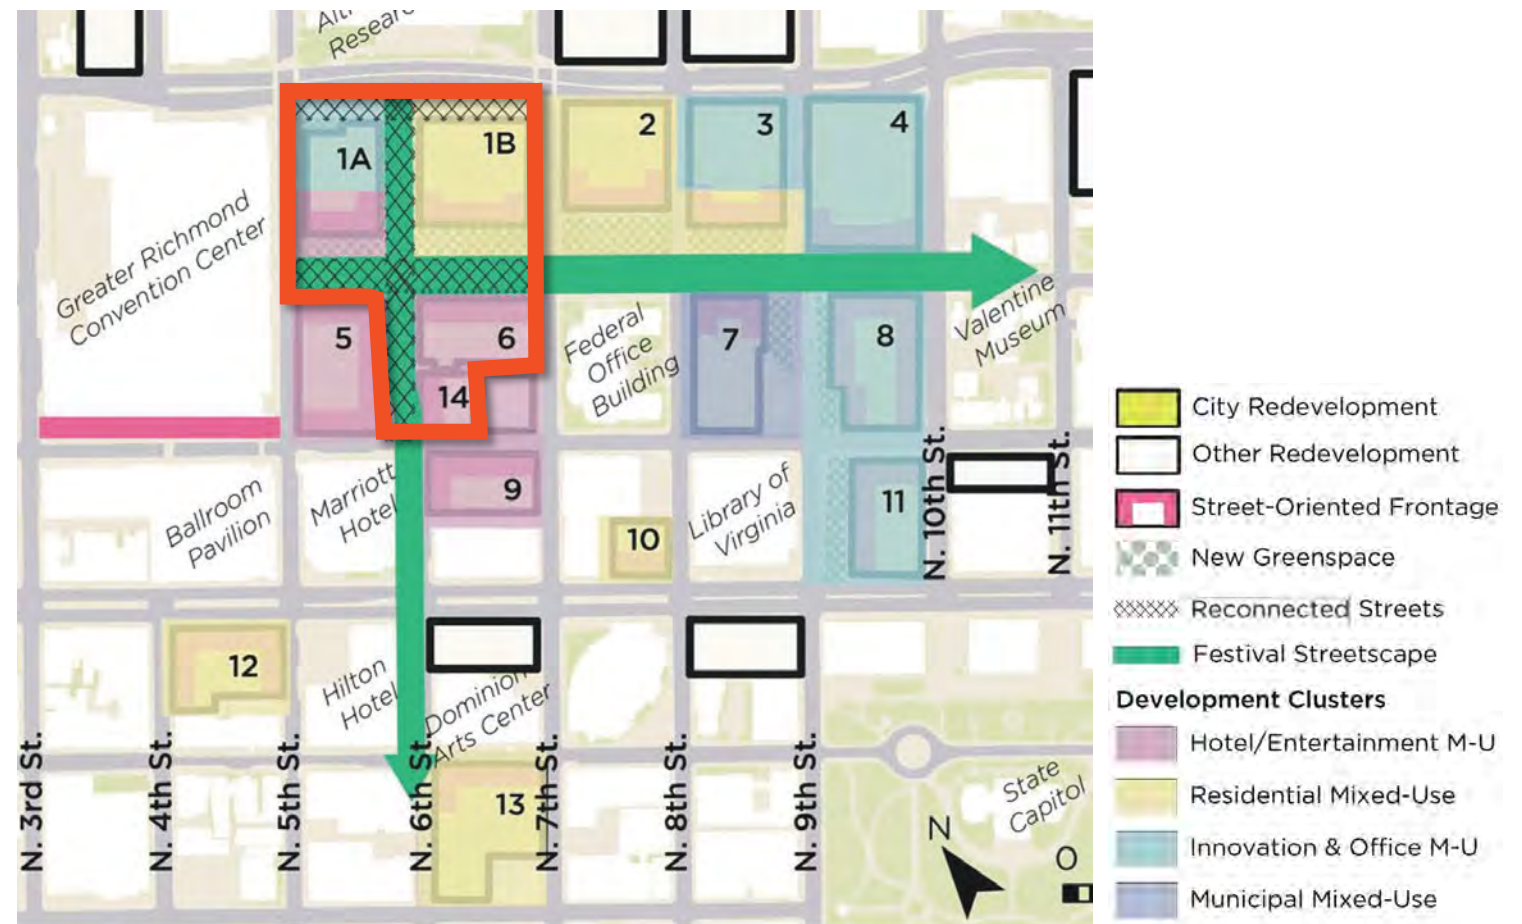 Research
1A
1B
2
3
4
Greater Richmond
Convention Center
5
6
14
Federal
Office
Building
7
8
Valentine
Museum
Ballroom
Pavilion
Marriott
Hotel
9
10
Library of
Virginia
11
12
Hilton
Hotel
Dominion
Arts Center
13
State
Capitol
N. 3rd St.
N. 4th St.
N. 5th St.
N. 6th St.
N. 7th St.
N. 8th St.
N. 9th St.
N. 10th St.
N. 11th St.
N
0
City Redevelopment
Other Redevelopment
Street-Oriented Frontage
New Greenspace
Reconnected Streets
Festival Streetscape
Development Clusters
Hotel/Entertainment M-U
Residential Mixed-Use
Innovation & Office M-U
Municipal Mixed-Use